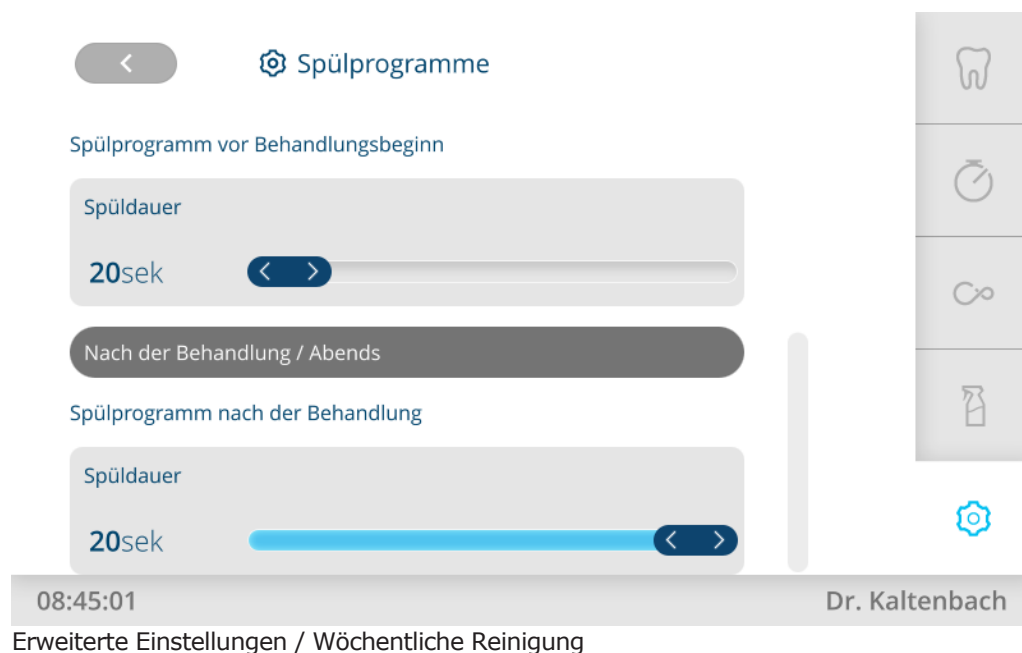 Spülprogramme
Spülprogramm vor Behandlungsbeginn
Spüldauer
20sek
Nach der Behandlung / Abends
Spülprogramm nach der Behandlung
Spüldauer
20sek
08:45:01 Dr. Kaltenbach
Erweiterte Einstellungen / Wöchentliche Reinigung